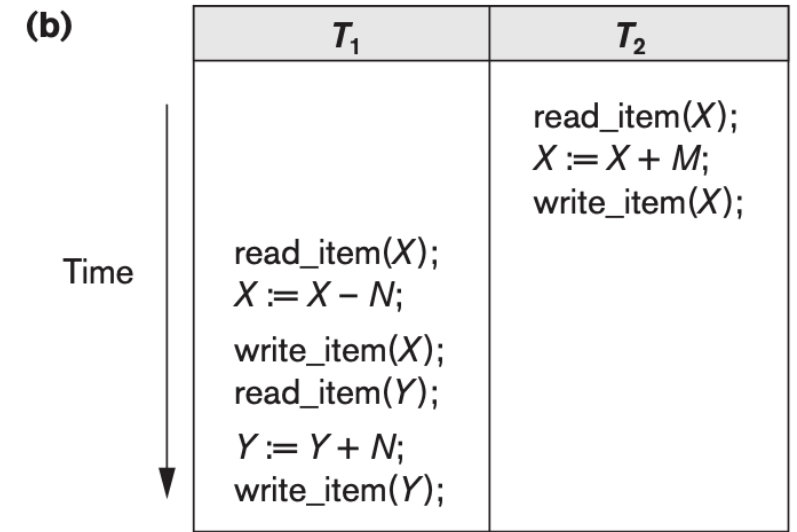 (b)
T₁ T₂
read_item(X);
X := X + M;
write_item(X);
Time
read_item(X);
X := X – N;
write_item(X);
read_item(Y);
Y := Y + N;
write_item(Y);